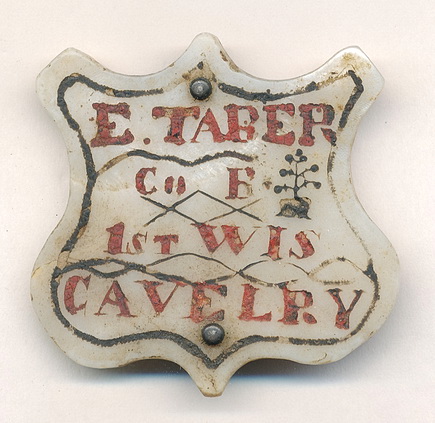 E. TABER
Co B
1ST WIS
CAVELRY